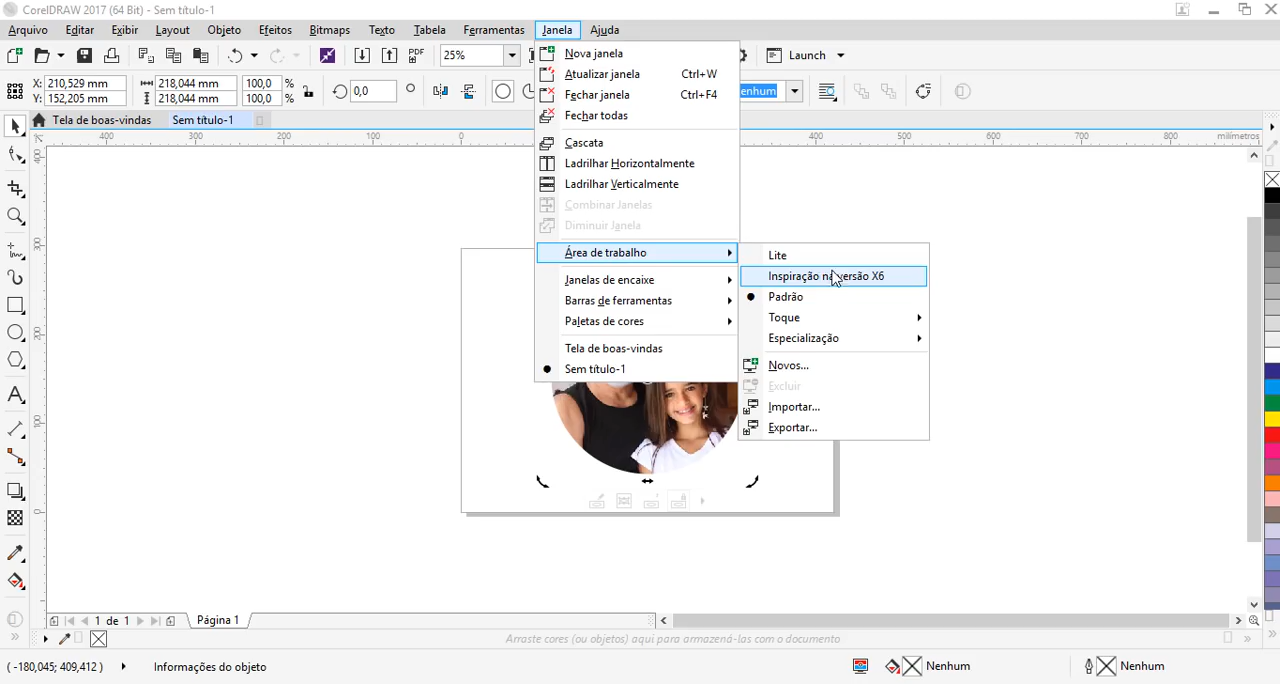 CorelDRAW 2017 (64 Bit) - Sem título-1
Arquivo Editar Exibir Layout Objeto Efeitos Bitmaps Texto Tabela Ferramentas Janela Ajuda
PDF 25% Launch
X: 210,529 mm 218,044 mm 100,0 % 0,0 enhum
Y: 152,205 mm 218,044 mm 100,0 %
Tela de boas-vindas Sem título-1
400 300 200 100 0 400 500 600 700 800 milímetros
400
300
200
100
0
Nova janela
Atualizar janela Ctrl+W
Fechar janela Ctrl+F4
Fechar todas
Cascata
Ladrilhar Horizontalmente
Ladrilhar Verticalmente
Combinar Janelas
Diminuir Janela
Área de trabalho
Janelas de encaixe
Barras de ferramentas
Paletas de cores
Tela de boas-vindas
Sem título-1
Lite
Inspiração na versão X6
Padrão
Toque
Especialização
Novos...
Excluir
Importar...
Exportar...
1 de 1 Página 1
Arraste cores (ou objetos) aqui para armazená-las com o documento
( -180,045; 409,412 ) Informações do objeto Nenhum Nenhum